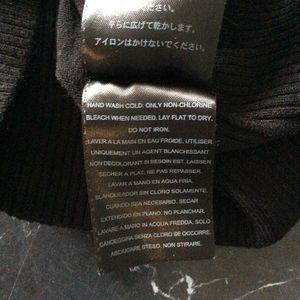 ください。
平らに広げて乾かします。
アイロンはかけないでください。
HAND WASH COLD. ONLY NON-CHLORINE
BLEACH WHEN NEEDED. LAY FLAT TO DRY.
DO NOT IRON.
LAVER A LA MAIN EN EAU FROIDE. UTILISER
UNIQUEMENT UN AGENT BLANCHISSANT
NON DECOLORANT SI BESOIN EST. LAISSER
SECHER A PLAT. NE PAS REPASSER.
LAVAR A MANO EN AGUA FRÍA.
BLANQUEADOR SIN CLORO SOLAMENTE,
CUANDO SEA NECESARIO. SECAR
EXTENDIDO EN PLANO. NO PLANCHAR.
LAVARE A MANO IN ACQUA FREDDA. SOLO
CANDEGGINA SENZA CLORO SE OCCORRE.
ASCIUGARE STESO. NON STIRARE.